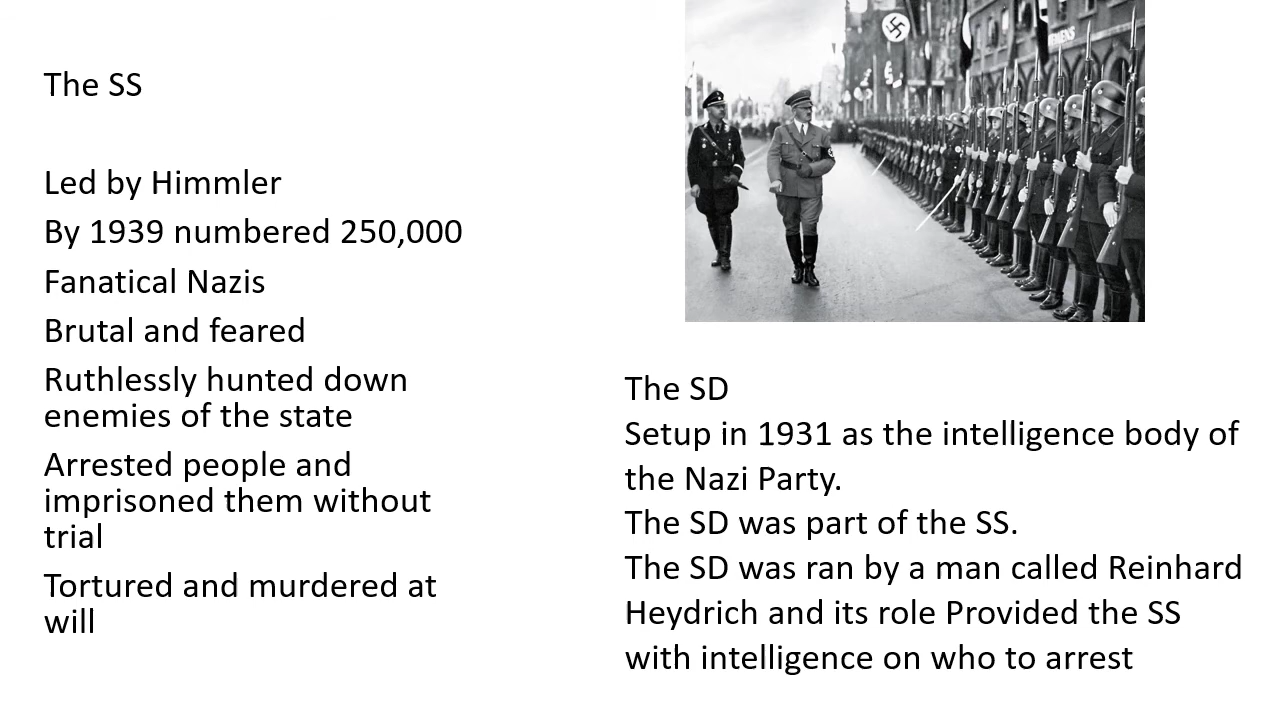 The SS
Led by Himmler
By 1939 numbered 250,000
Fanatical Nazis
Brutal and feared
Ruthlessly hunted down
enemies of the state
Arrested people and
imprisoned them without
trial
Tortured and murdered at
will
SIEMENS
The SD
Setup in 1931 as the intelligence body of
the Nazi Party.
The SD was part of the SS.
The SD was ran by a man called Reinhard
Heydrich and its role Provided the SS
with intelligence on who to arrest